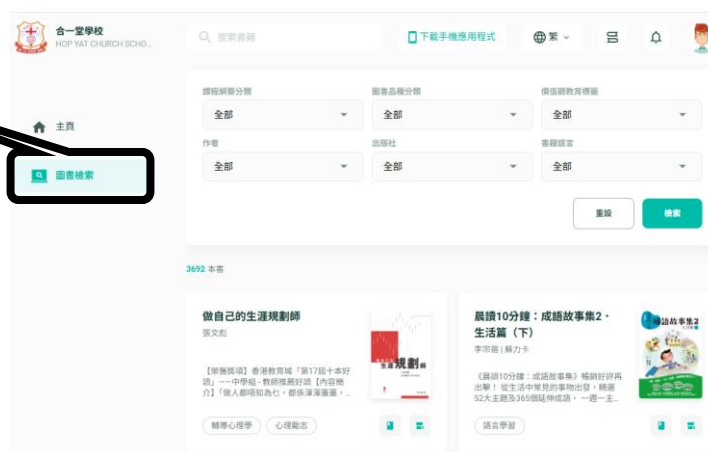 合一堂學校
HOP YAT CHURCH SCHO...
搜索書籍
下載手機應用程式
繁
主頁
圖書檢索
課程綱要分類
圖書品種分類
價值觀教育標籤
全部
全部
全部
作者
出版社
書籍語言
全部
全部
全部
重設
檢索
3692 本書
做自己的生涯規劃師
張文彪
【榮獲獎項】香港教育城「第17屆十本好
讀」——中學組-教師推薦好讀【內容簡
介】「做人都唔知為乜，都係渾渾噩噩，...
輔導心理學
心理勵志
晨讀10分鐘：成語故事集2・
生活篇（下）
李宗蓓 | 蘇力卡
《晨讀10分鐘：成語故事集》暢銷好評再
出擊！ 從生活中常見的事物出發，精選
52大主題及365個延伸成語， 一週一主...
語言學習
規劃師
語故事集2